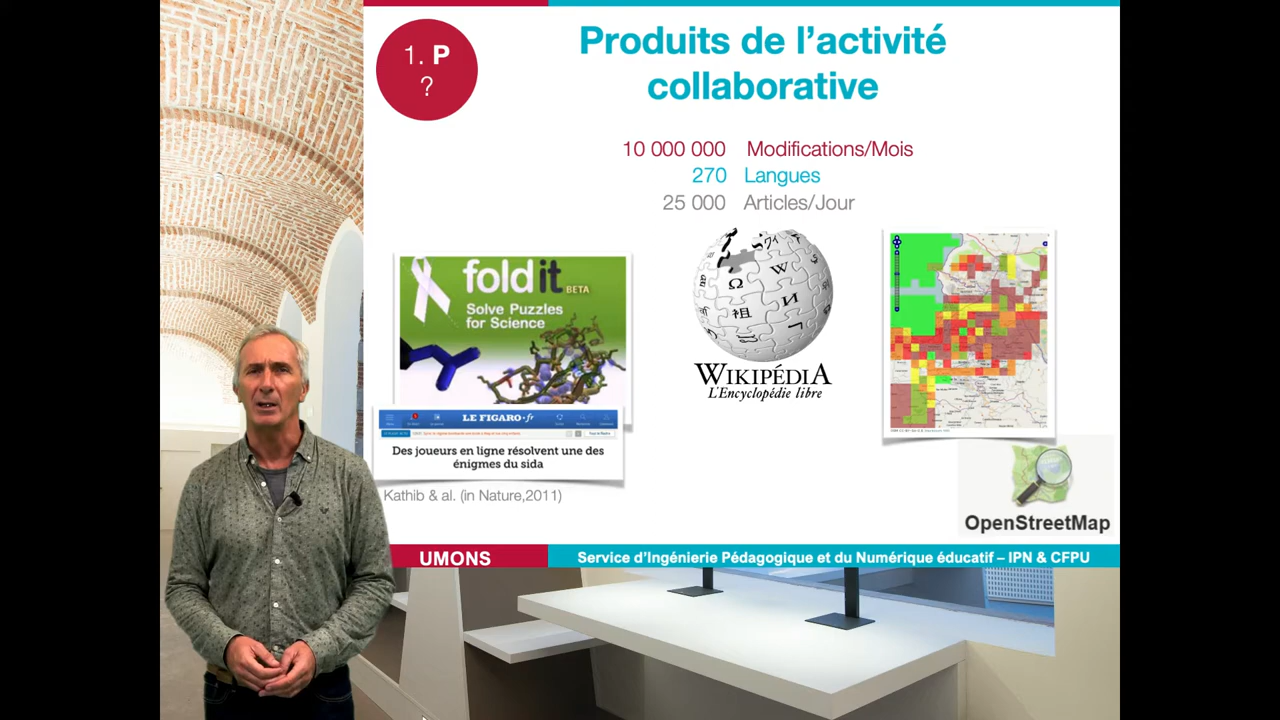 1. P
?
Produits de l’activité
collaborative
10 000 000 Modifications/Mois
270 Langues
25 000 Articles/Jour
foldit BETA
Solve Puzzles
for Science
LE FIGARO·fr
Des joueurs en ligne résolvent une des
énigmes du sida
Kathib & al. (in Nature,2011)
Ω
W
И
祖
WIKIPÉDIA
L'Encyclopédie libre
OpenStreetMap
UMONS
Service d’Ingénierie Pédagogique et du Numérique éducatif – IPN & CFPU